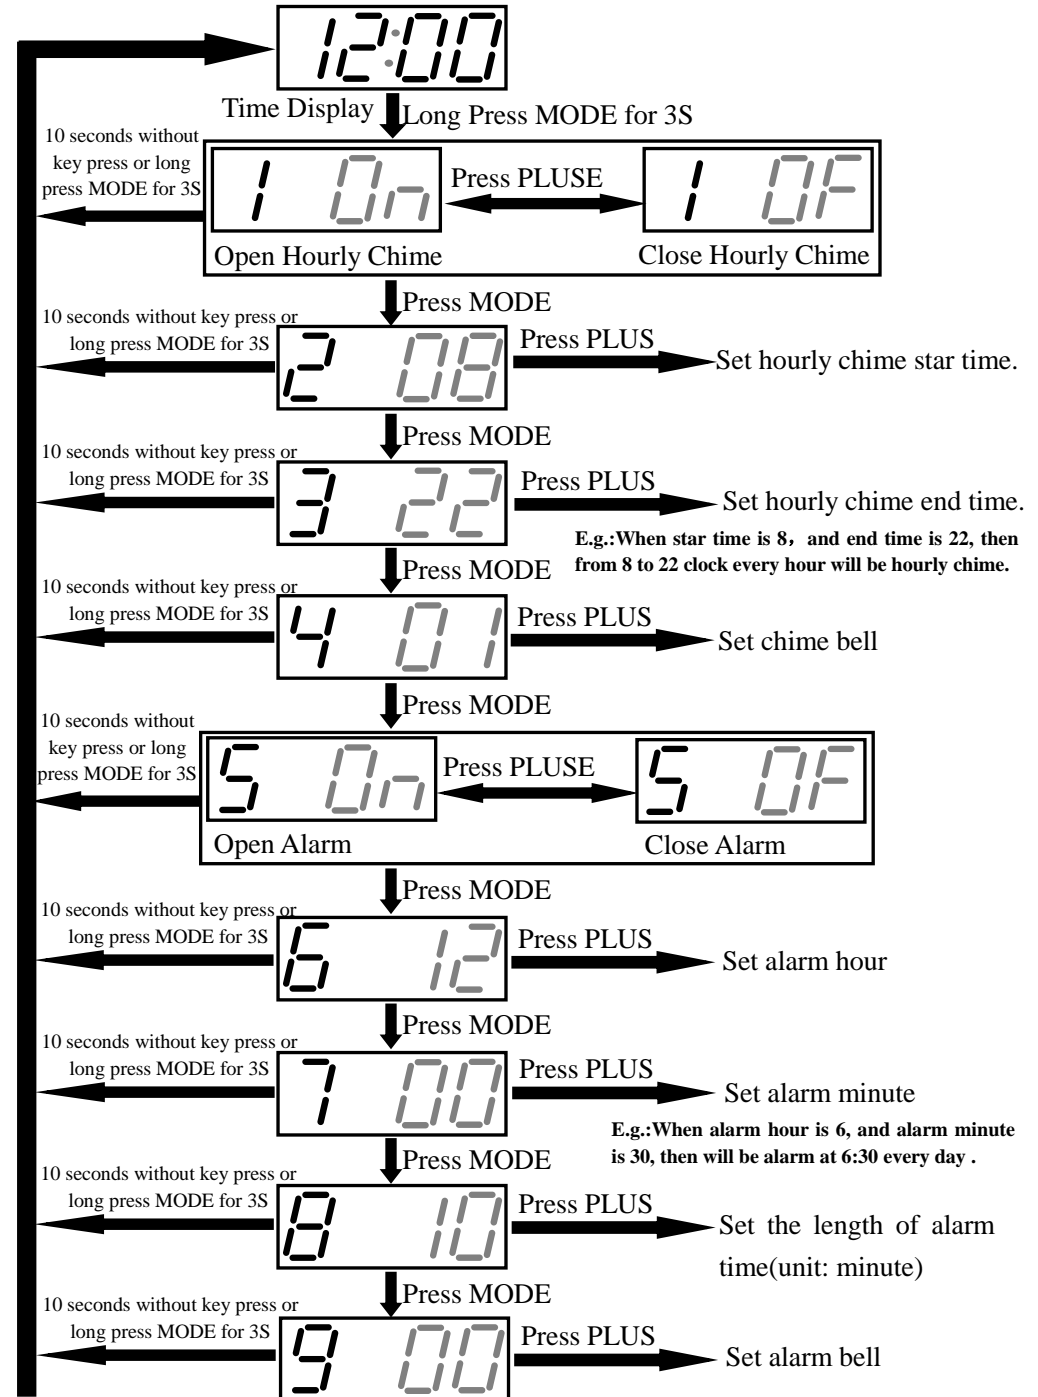 12:00
Time Display
Long Press MODE for 3S
10 seconds without
key press or long
press MODE for 3S
1 On
Press PLUSE
1 OF
Open Hourly Chime
Close Hourly Chime
Press MODE
10 seconds without key press or
long press MODE for 3S
2 08
Press PLUS
Set hourly chime star time.
Press MODE
10 seconds without key press or
long press MODE for 3S
3 22
Press PLUS
Set hourly chime end time.
E.g.:When star time is 8, and end time is 22, then
from 8 to 22 clock every hour will be hourly chime.
Press MODE
10 seconds without key press or
long press MODE for 3S
4 01
Press PLUS
Set chime bell
Press MODE
10 seconds without
key press or long
press MODE for 3S
5 On
Press PLUSE
5 OF
Open Alarm
Close Alarm
Press MODE
10 seconds without key press or
long press MODE for 3S
6 12
Press PLUS
Set alarm hour
Press MODE
10 seconds without key press or
long press MODE for 3S
7 00
Press PLUS
Set alarm minute
E.g.:When alarm hour is 6, and alarm minute
is 30, then will be alarm at 6:30 every day .
Press MODE
10 seconds without key press or
long press MODE for 3S
8 10
Press PLUS
Set the length of alarm
time(unit: minute)
Press MODE
10 seconds without key press or
long press MODE for 3S
9 00
Press PLUS
Set alarm bell